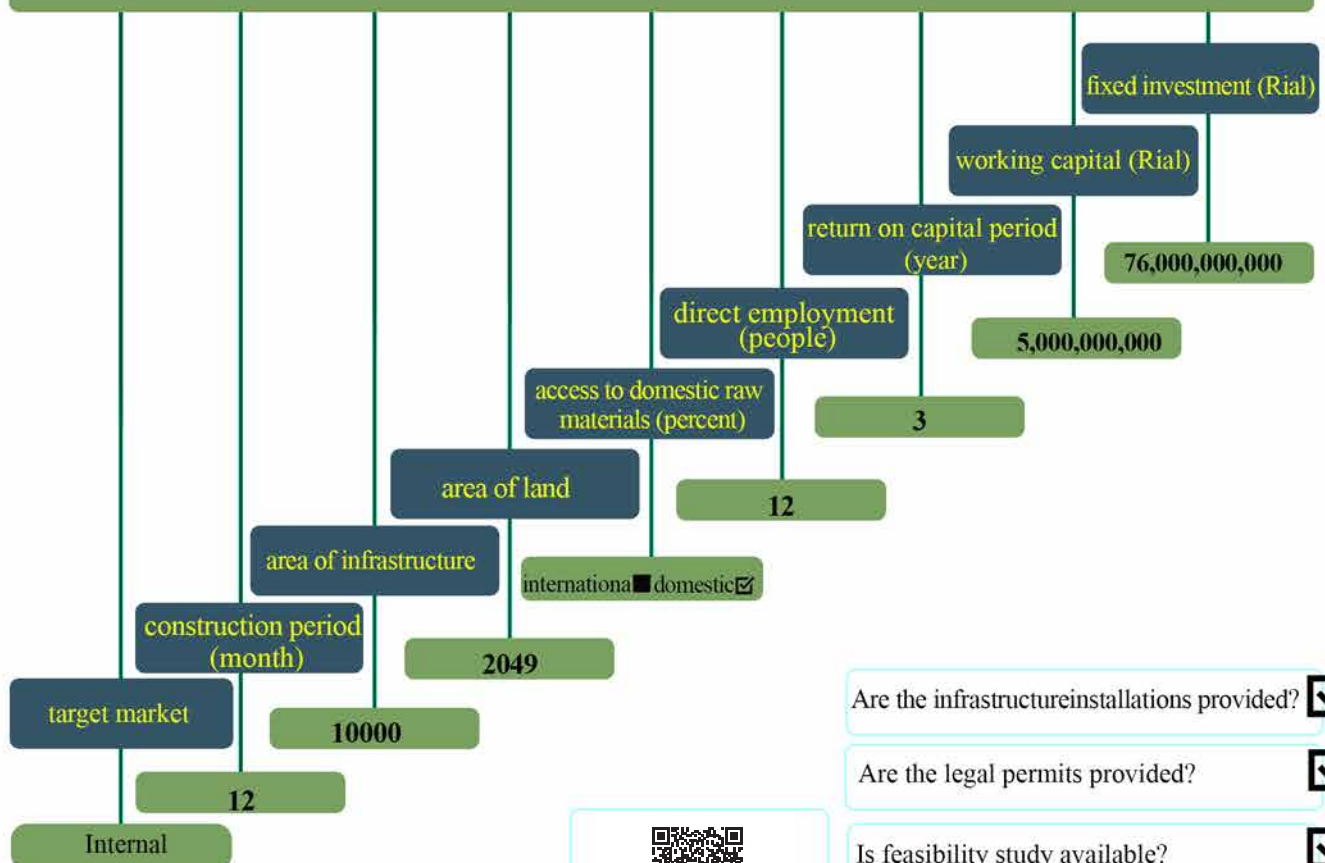 fixed investment (Rial)
76,000,000,000
working capital (Rial)
5,000,000,000
return on capital period
(year)
3
direct employment
(people)
12
access to domestic raw
materials (percent)
internationa■domestic☑
area of land
2049
area of infrastructure
10000
construction period
(month)
12
target market
Internal
Are the infrastructureinstallations provided?
Are the legal permits provided?
Is feasibility study available?